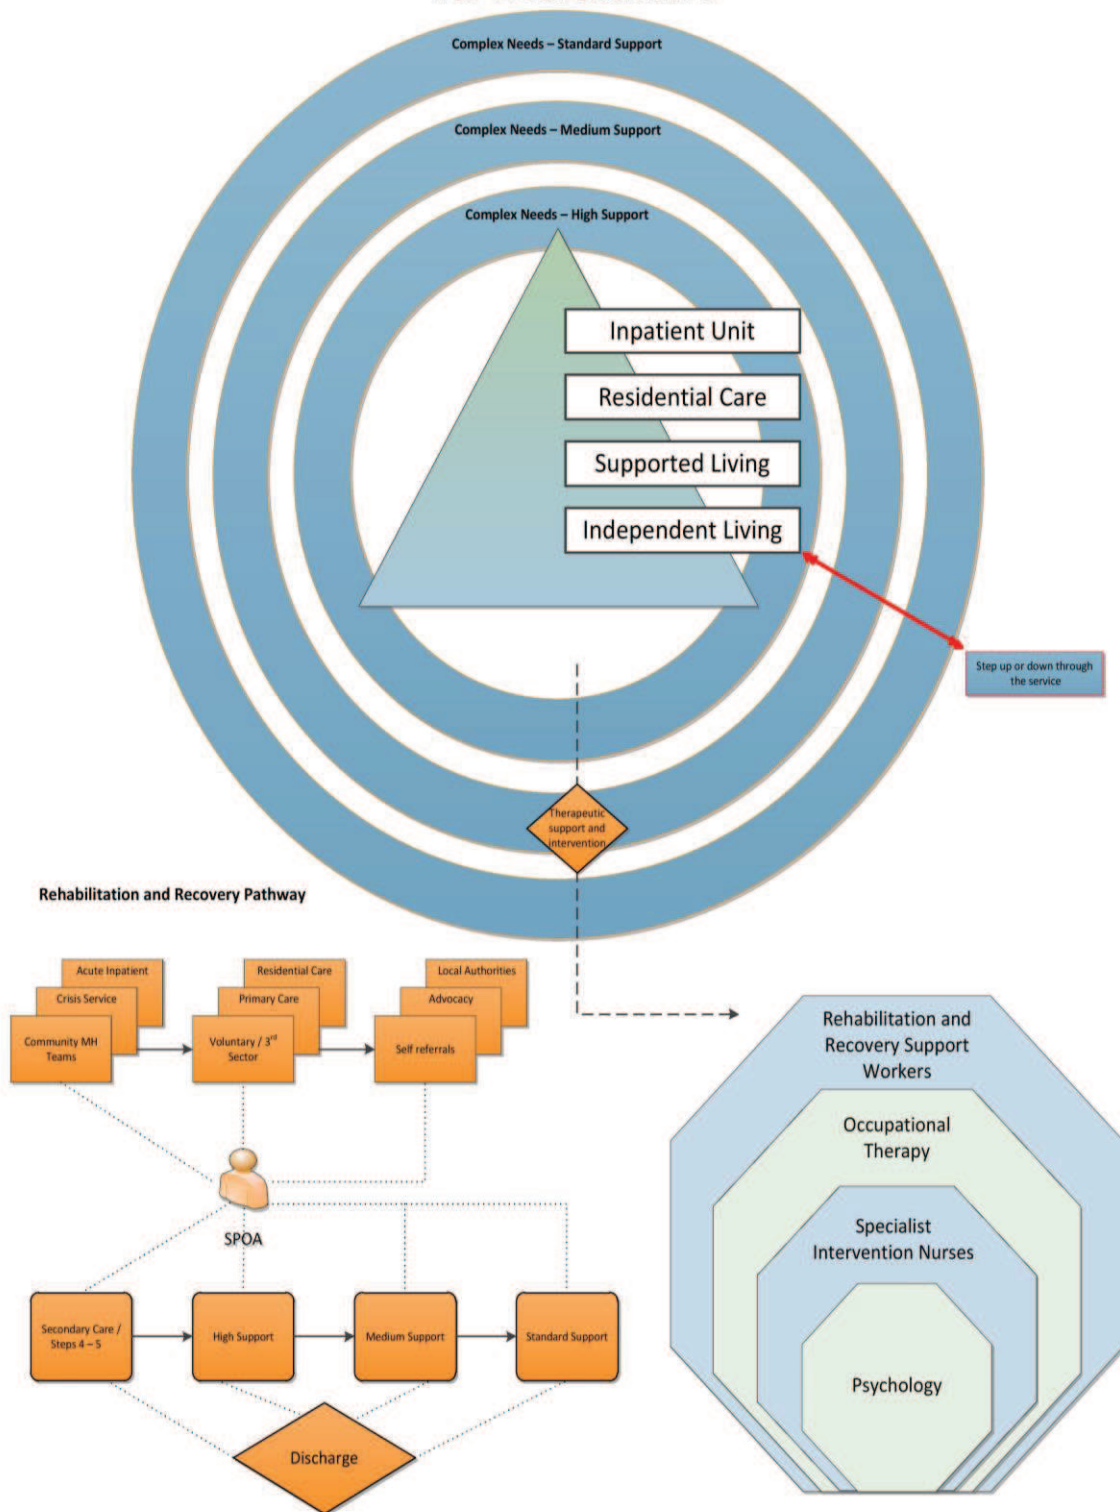 Complex Needs – Standard Support
Complex Needs – Medium Support
Complex Needs – High Support
Inpatient Unit
Residential Care
Supported Living
Independent Living
Step up or down through
the service
Therapeutic
support and
intervention
Rehabilitation and Recovery Pathway
Acute Inpatient
Crisis Service
Community MH
Teams
Residential Care
Primary Care
Voluntary / 3rd
Sector
Local Authorities
Advocacy
Self referrals
SPOA
Secondary Care /
Steps 4 – 5
High Support
Medium Support
Standard Support
Discharge
Rehabilitation and
Recovery Support
Workers
Occupational
Therapy
Specialist
Intervention Nurses
Psychology